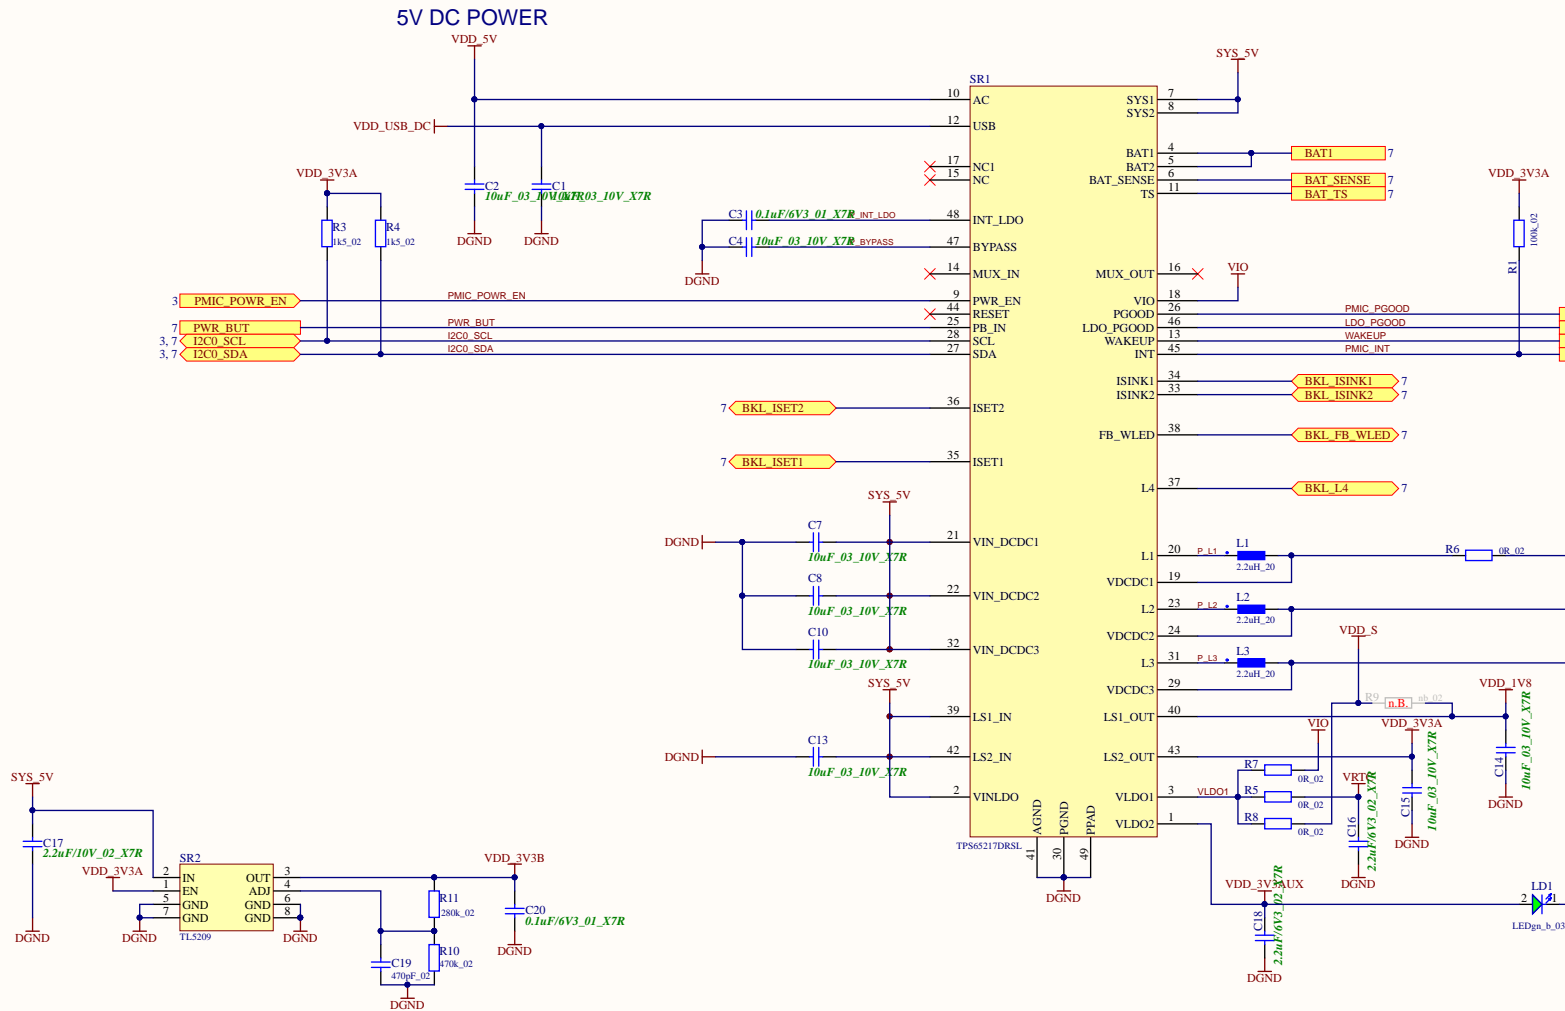 5V DC POWER
VDD_5V
SYS_5V
SR1
10 AC
SYS1 7
SYS2 8
VDD_USB_DC
12 USB
BAT1 4
BAT1 7
BAT2 5
17 NC1
15 NC
BAT_SENSE 6
BAT_SENSE 7
TS 11
BAT_TS 7
VDD_3V3A
VDD_3V3A
C2
10uF_03_10V_X7R
C1
10uF_03_10V_X7R
R3
1k5_02
R4
1k5_02
DGND
DGND
C3 0.1uF/6V3_01_X7R
_INT_LDO
48 INT_LDO
C4 10uF_03_10V_X7R
_BYPASS
47 BYPASS
DGND
R1
100k_02
14 MUX_IN
MUX_OUT 16
VIO
3 PMIC_POWR_EN
PMIC_POWR_EN
9 PWR_EN
VIO 18
44 RESET
PGOOD 26
PMIC_PGOOD
7 PWR_BUT
PWR_BUT
25 PB_IN
LDO_PGOOD 46
LDO_PGOOD
3, 7 I2C0_SCL
I2C0_SCL
28 SCL
WAKEUP 13
WAKEUP
3, 7 I2C0_SDA
I2C0_SDA
27 SDA
INT 45
PMIC_INT
ISINK1 34
BKL_ISINK1 7
ISINK2 33
BKL_ISINK2 7
7 BKL_ISET2
36 ISET2
FB_WLED 38
BKL_FB_WLED 7
7 BKL_ISET1
35 ISET1
L4 37
BKL_L4 7
SYS_5V
DGND
C7
10uF_03_10V_X7R
21 VIN_DCDC1
L1 20
P_L1
L1
2.2uH_20
R6 0R_02
VDCDC1 19
C8
10uF_03_10V_X7R
22 VIN_DCDC2
L2 23
P_L2
L2
2.2uH_20
VDCDC2 24
VDD_S
C10
10uF_03_10V_X7R
32 VIN_DCDC3
L3 31
P_L3
L3
2.2uH_20
VDCDC3 29
SYS_5V
VDD_1V8
R9 n.B. nb_02
39 LS1_IN
LS1_OUT 40
VIO
VDD_3V3A
DGND
C13
10uF_03_10V_X7R
42 LS2_IN
LS2_OUT 43
C14
10uF_03_10V_X7R
DGND
R7
0R_02
2 VINLDO
VLDO1 3
VLDO1
R5
0R_02
C15
10uF_03_10V_X7R
DGND
VLDO2 1
R8
0R_02
C16
2.2uF/6V3_02_X7R
DGND
AGND
PGND
PPAD
TPS65217DRSL
41
30
49
DGND
VDD_3V3AUX
C18
2.2uF/6V3_02_X7R
DGND
LD1
2 1
LEDgn_b_03
SYS_5V
C17
2.2uF/10V_02_X7R
DGND
VDD_3V3A
SR2
2 IN
OUT 3
1 EN
ADJ 4
5 GND
GND 6
7 GND
GND 8
TL5209
DGND
DGND
VDD_3V3B
R11
280k_02
C20
0.1uF/6V3_01_X7R
DGND
C19
470pF_02
R10
470k_02
DGND